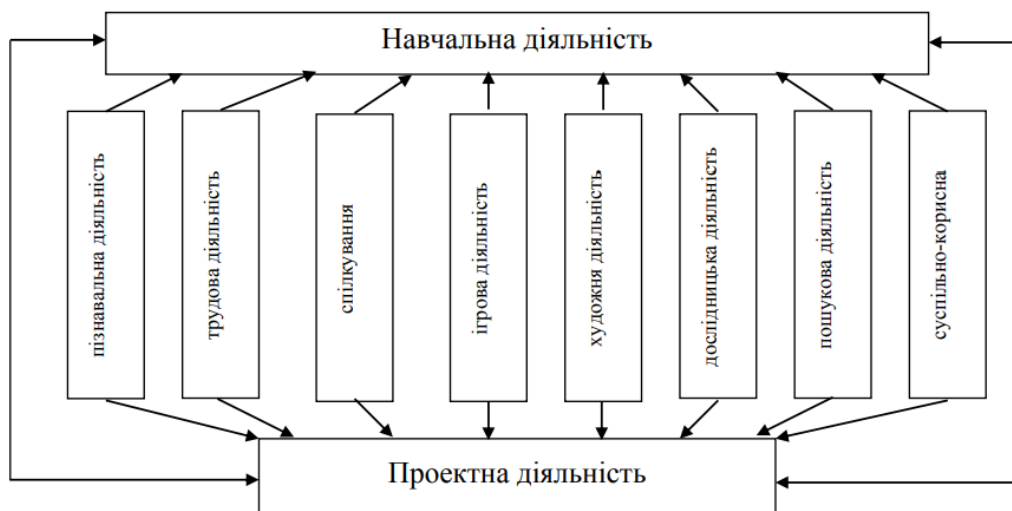 Навчальна діяльність
пізнавальна діяльність
трудова діяльність
спілкування
ігрова діяльність
художня діяльність
дослідницька діяльність
пошукова діяльність
суспільно-корисна
Проектна діяльність